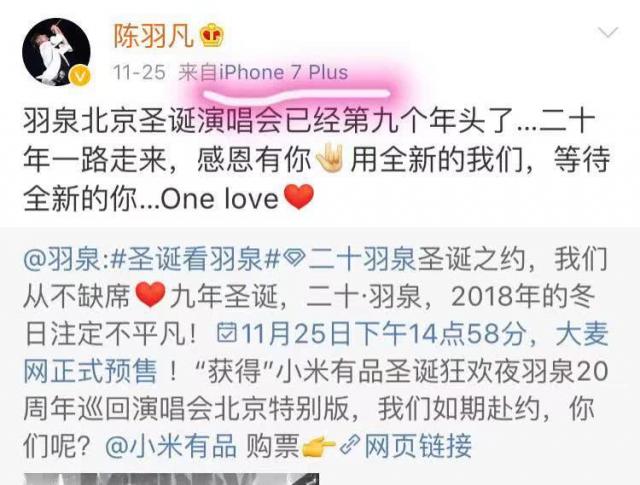 陈羽凡
11-25 来自iPhone 7 Plus
羽泉北京圣诞演唱会已经第九个年头了...二十
年一路走来，感恩有你🤟🏻用全新的我们，等待
全新的你...One love❤️
@羽泉:#圣诞看羽泉#二十羽泉圣诞之约，我们
从不缺席❤️九年圣诞，二十·羽泉，2018年的冬
日注定不平凡！11月25日下午14点58分，大麦
网正式预售 ！“获得”小米有品圣诞狂欢夜羽泉20
周年巡回演唱会北京特别版，我们如期赴约，你
们呢？@小米有品 购票👉网页链接